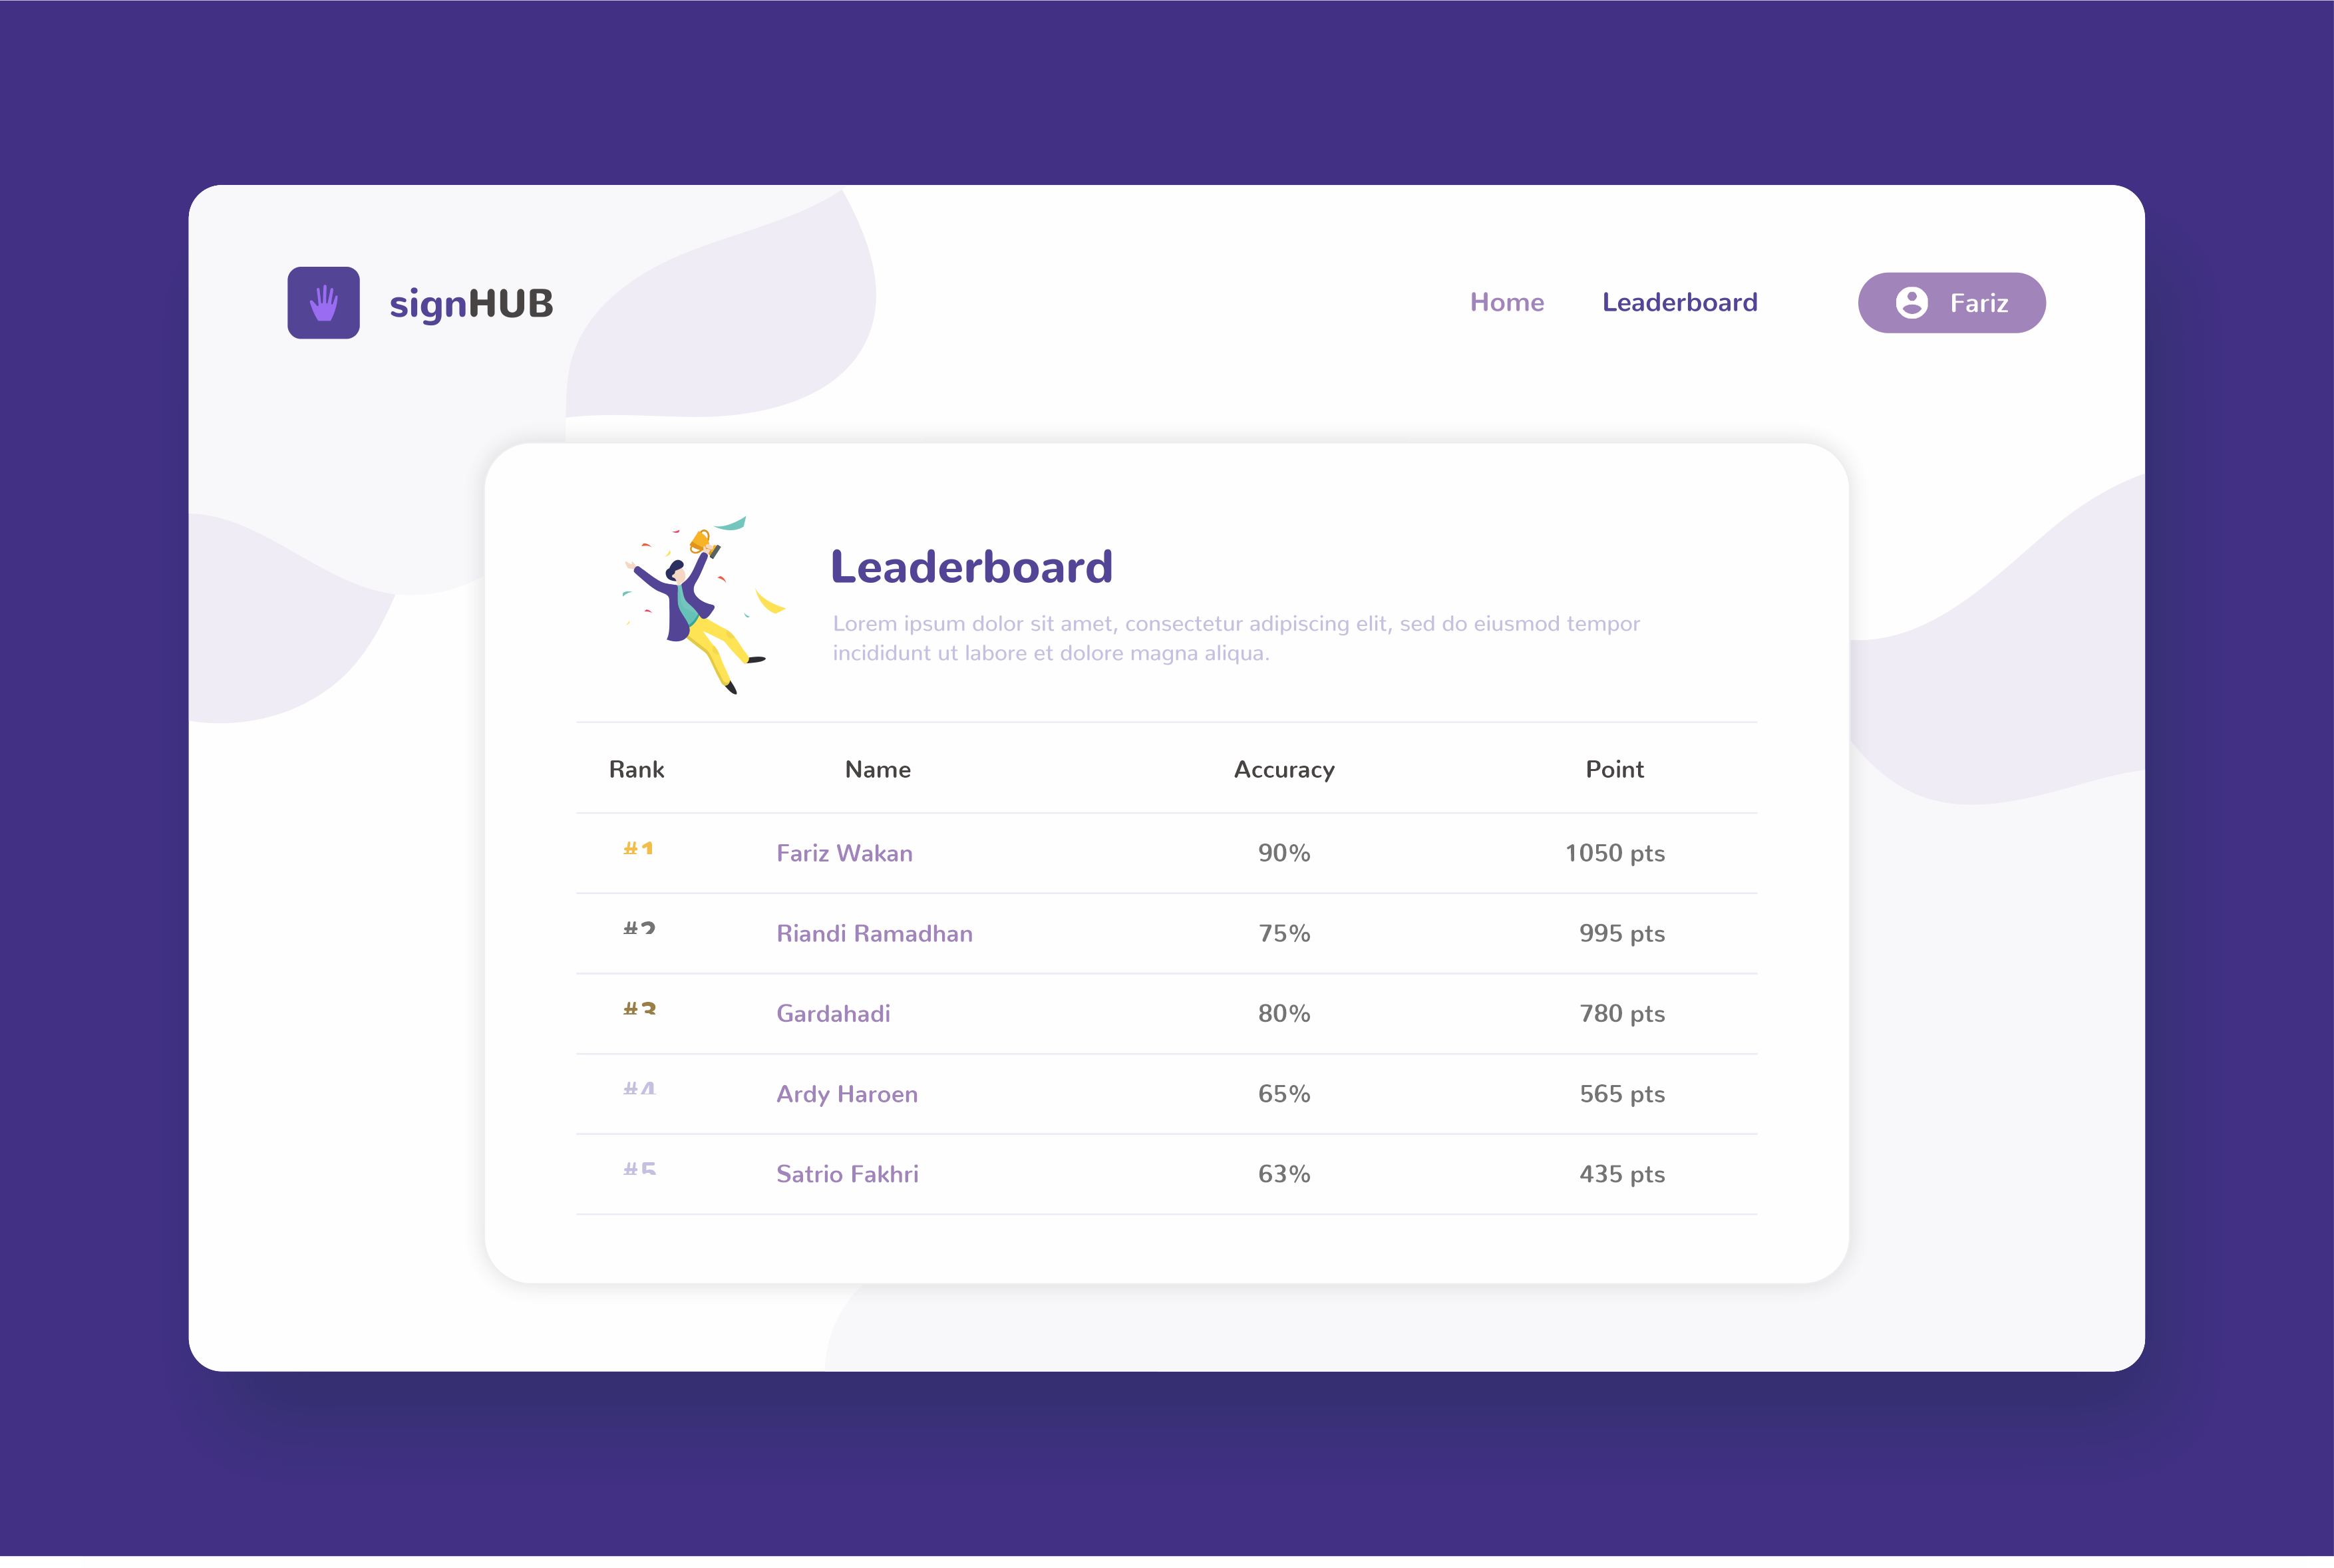 signHUB
Home Leaderboard Fariz
Leaderboard
Lorem ipsum dolor sit amet, consectetur adipiscing elit, sed do eiusmod tempor
incididunt ut labore et dolore magna aliqua.
Rank Name Accuracy Point
#1 Fariz Wakan 90% 1050 pts
#2 Riandi Ramadhan 75% 995 pts
#3 Gardahadi 80% 780 pts
#4 Ardy Haroen 65% 565 pts
#5 Satrio Fakhri 63% 435 pts